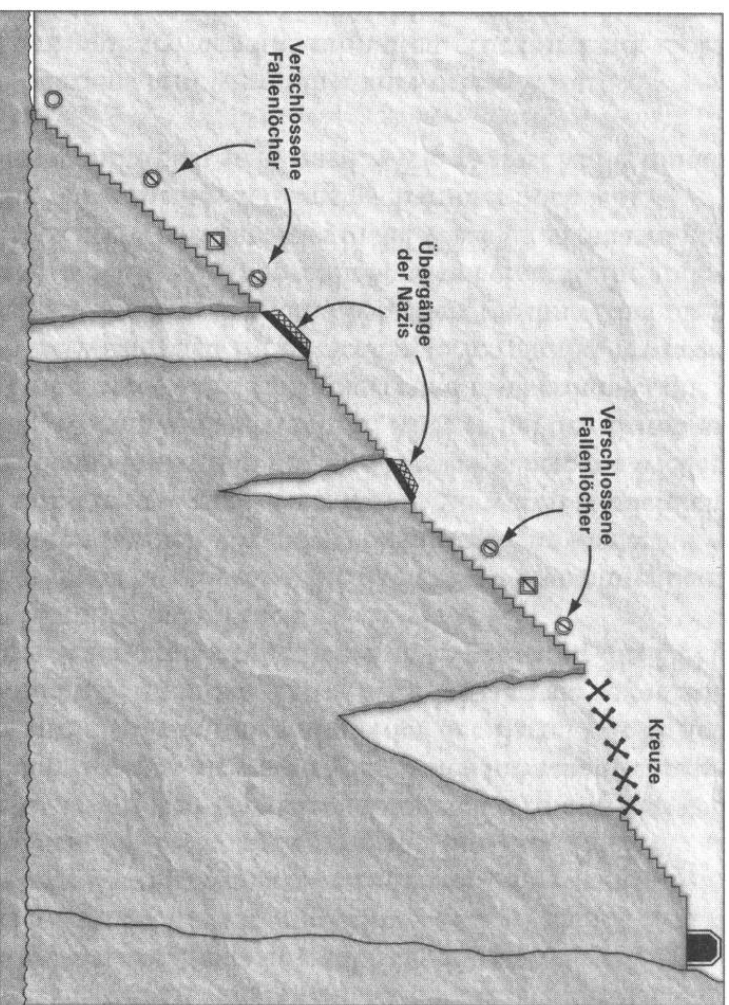 Verschlossene
Fallenlöcher
Übergänge
der Nazis
Verschlossene
Fallenlöcher
Kreuze